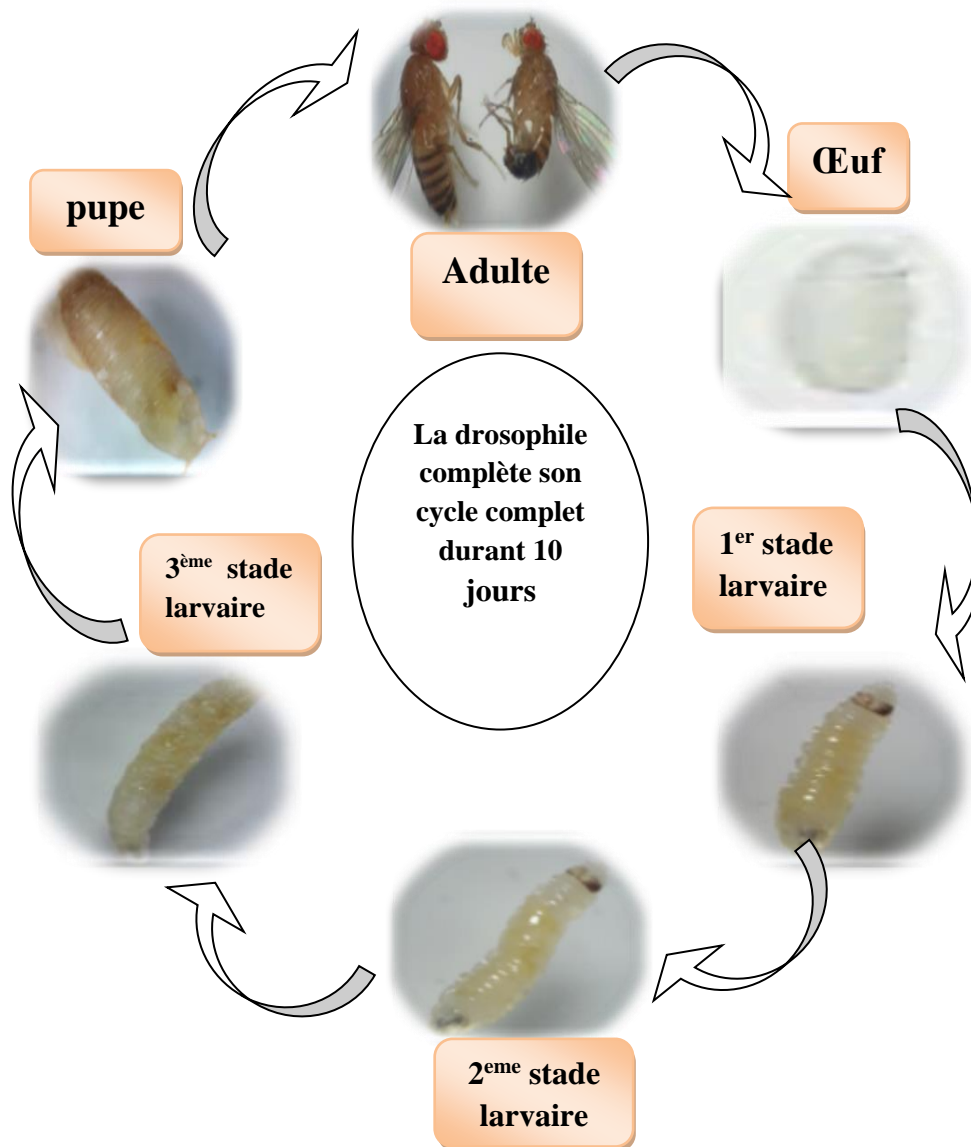 Adulte
Œuf
1er stade
larvaire
2eme stade
larvaire
3ème stade
larvaire
pupe
La drosophile
complète son
cycle complet
durant 10
jours